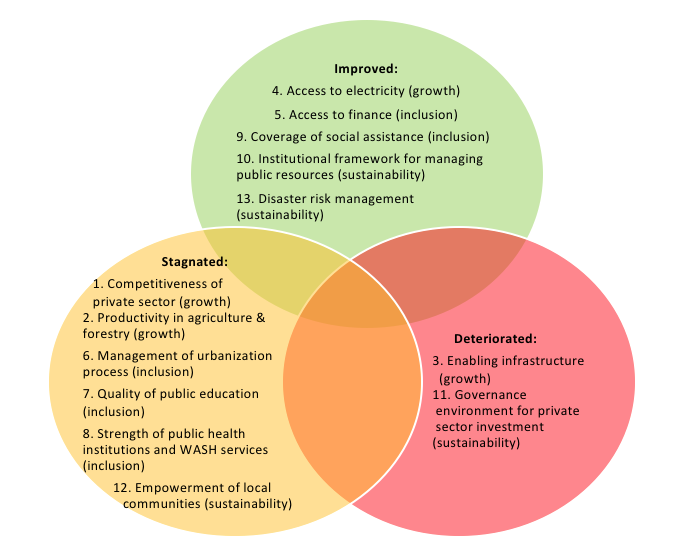 Improved:
4. Access to electricity (growth)
5. Access to finance (inclusion)
9. Coverage of social assistance (inclusion)
10. Institutional framework for managing
public resources (sustainability)
13. Disaster risk management
(sustainability)
Stagnated:
1. Competitiveness of
private sector (growth)
2. Productivity in agriculture &
forestry (growth)
6. Management of urbanization
process (inclusion)
7. Quality of public education
(inclusion)
8. Strength of public health
institutions and WASH services
(inclusion)
12. Empowerment of local
communities (sustainability)
Deteriorated:
3. Enabling infrastructure
(growth)
11. Governance
environment for private
sector investment
(sustainability)